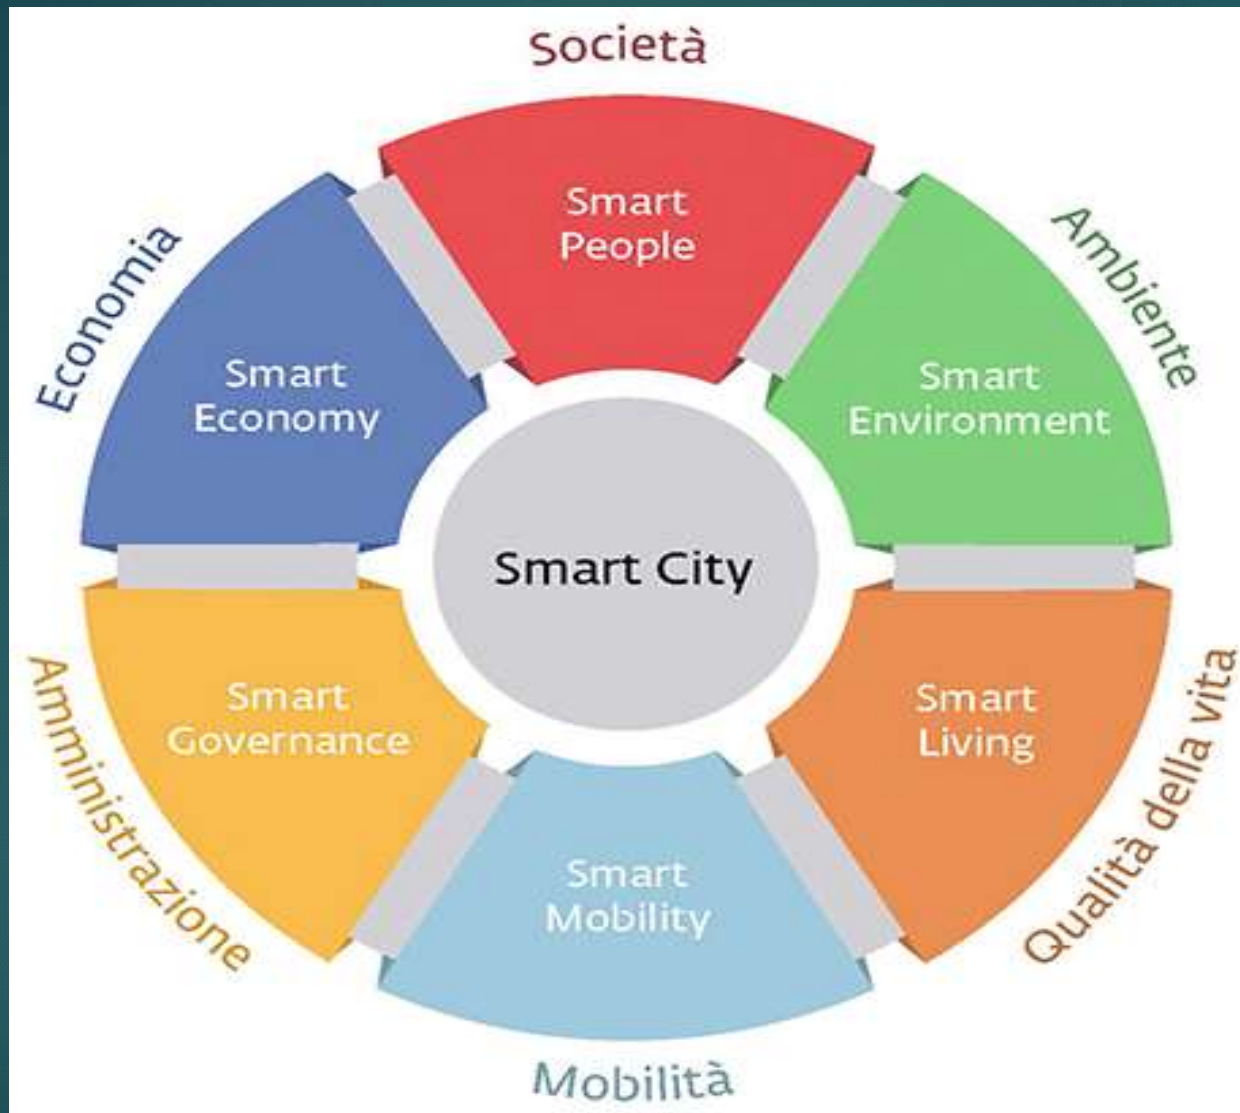 Società
Smart
People
Ambiente
Smart
Environment
Qualità della vita
Smart
Living
Mobilità
Smart
Mobility
Amministrazione
Smart
Governance
Economia
Smart
Economy
Smart City